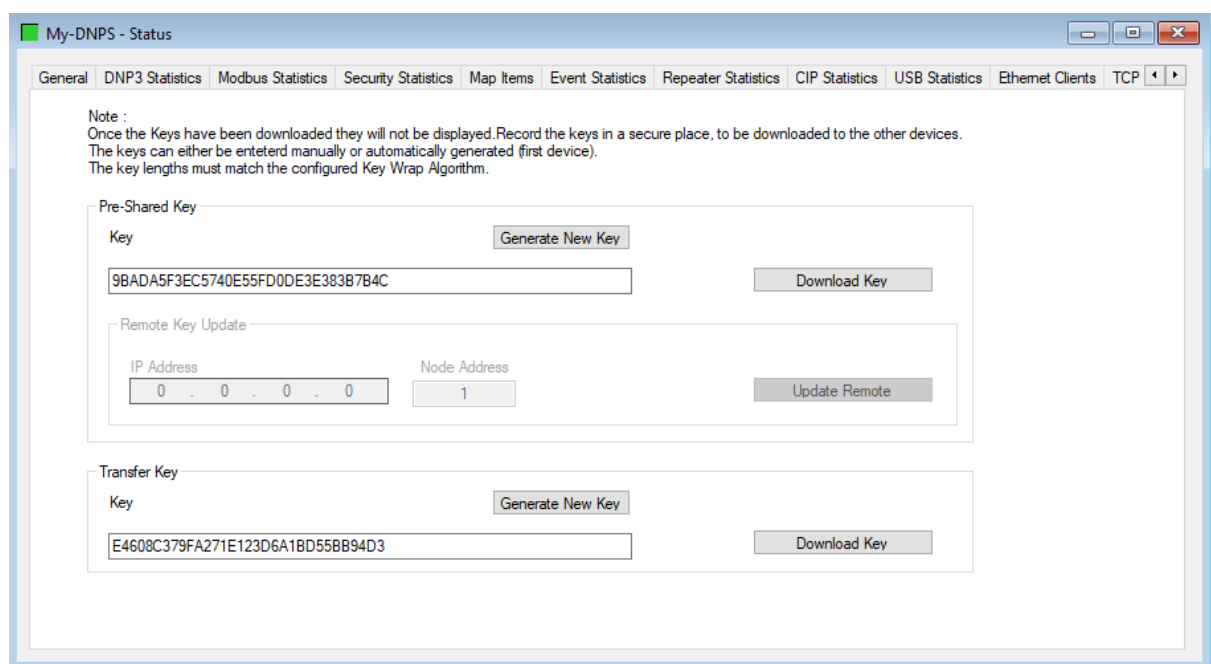 My-DNPS - Status
General DNP3 Statistics Modbus Statistics Security Statistics Map Items Event Statistics Repeater Statistics CIP Statistics USB Statistics Ethernet Clients TCP
Note :
Once the Keys have been downloaded they will not be displayed.Record the keys in a secure place, to be downloaded to the other devices.
The keys can either be enteterd manually or automatically generated (first device).
The key lengths must match the configured Key Wrap Algorithm.
Pre-Shared Key
Key Generate New Key
9BADA5F3EC5740E55FD0DE3E383B7B4C Download Key
Remote Key Update
IP Address Node Address
0 . 0 . 0 . 0 1 Update Remote
Transfer Key
Key Generate New Key
E4608C379FA271E123D6A1BD55BB94D3 Download Key